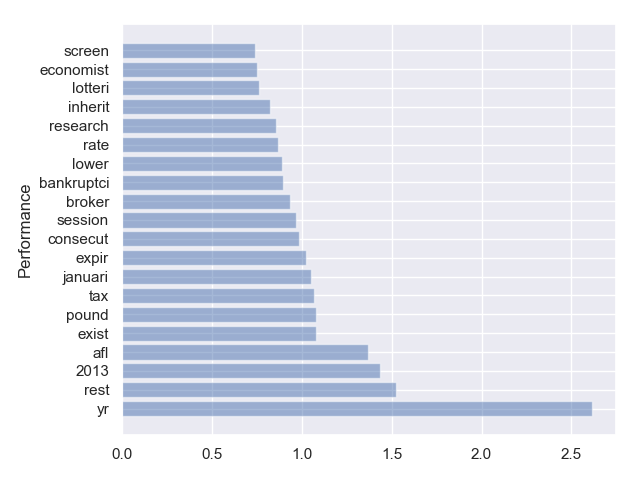 screen
economist
lotteri
inherit
research
rate
lower
bankruptci
broker
session
consecut
expir
januari
tax
pound
exist
afl
2013
rest
yr
Performance
0.0 0.5 1.0 1.5 2.0 2.5